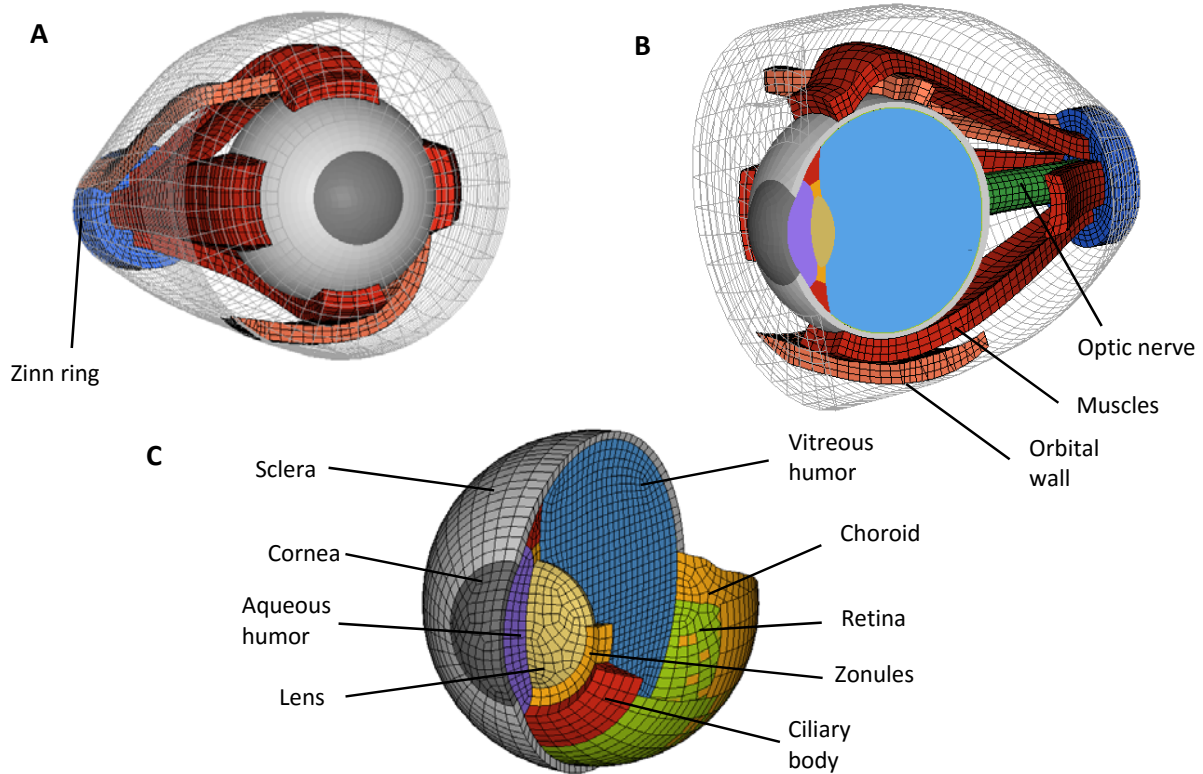 A
B
Zinn ring
Optic nerve
Muscles
Orbital
wall
C
Sclera
Vitreous
humor
Cornea
Choroid
Aqueous
humor
Retina
Lens
Zonules
Ciliary
body